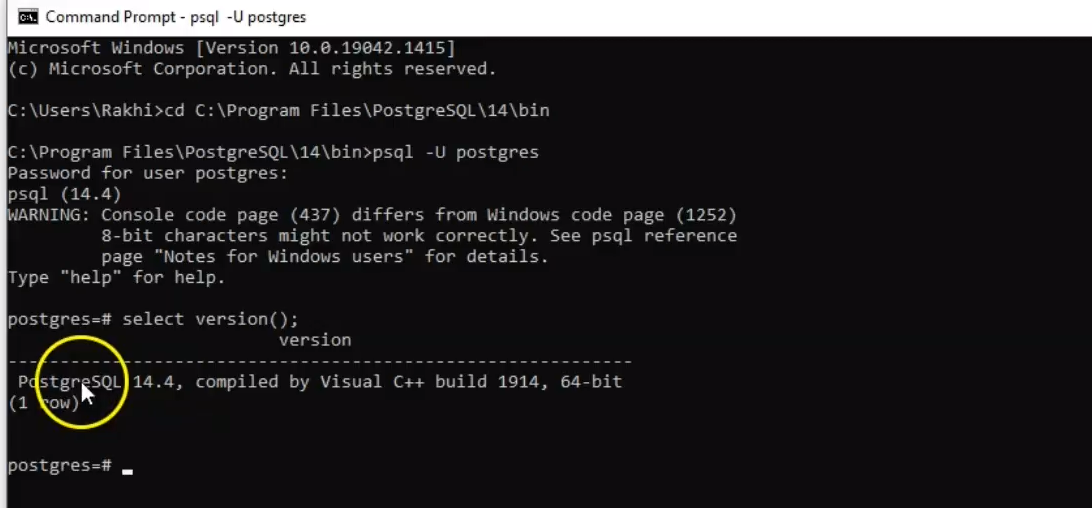 Command Prompt - psql  -U postgres
Microsoft Windows [Version 10.0.19042.1415]
(c) Microsoft Corporation. All rights reserved.
C:\Users\Rakhi>cd C:\Program Files\PostgreSQL\14\bin
C:\Program Files\PostgreSQL\14\bin>psql -U postgres
Password for user postgres:
psql (14.4)
WARNING: Console code page (437) differs from Windows code page (1252)
         8-bit characters might not work correctly. See psql reference
         page "Notes for Windows users" for details.
Type "help" for help.
postgres=# select version();
                          version
------------------------------------------------------------
 PostgreSQL 14.4, compiled by Visual C++ build 1914, 64-bit
(1 row)
postgres=# _